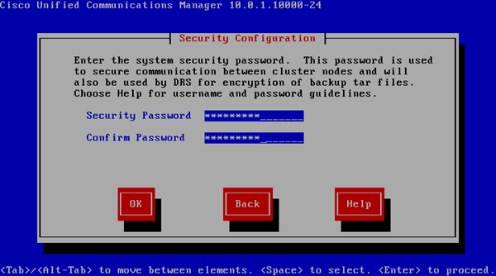 Cisco Unified Communications Manager 10.0.1.10000-24
Security Configuration
Enter the system security password. This password is used
to secure communication between cluster nodes and will
also be used by DRS for encryption of backup tar files.
Choose Help for username and password guidelines.
Security Password *********_______
Confirm Password *********_______
OK Back Help
<Tab>/<Alt-Tab> to move between elements. <Space> to select. <Enter> to proceed.